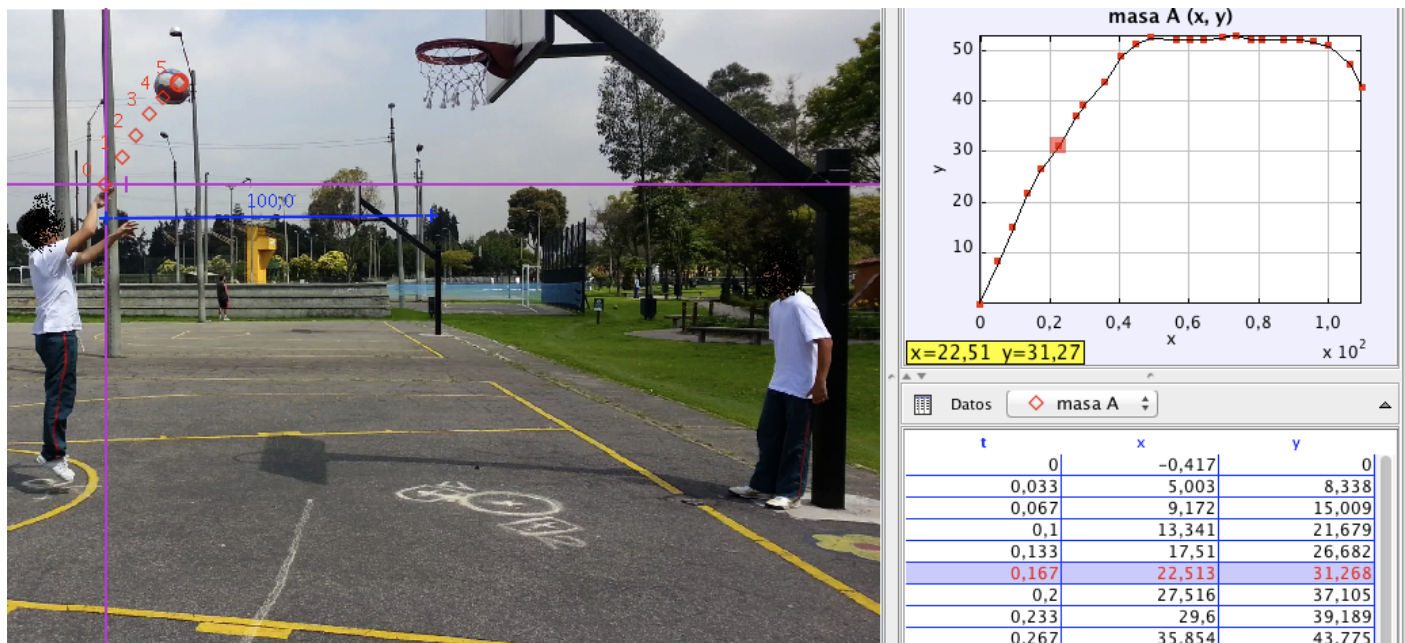 5
4
3
2
1
0
100,0
masa A (x, y)
50
40
30
20
10
y
0
0,2
0,4
0,6
0,8
1,0
x
x 10²
x=22,51 y=31,27
Datos
masa A
t x y
0 -0,417 0
0,033 5,003 8,338
0,067 9,172 15,009
0,1 13,341 21,679
0,133 17,51 26,682
0,167 22,513 31,268
0,2 27,516 37,105
0,233 29,6 39,189
0,267 35,854 43,775